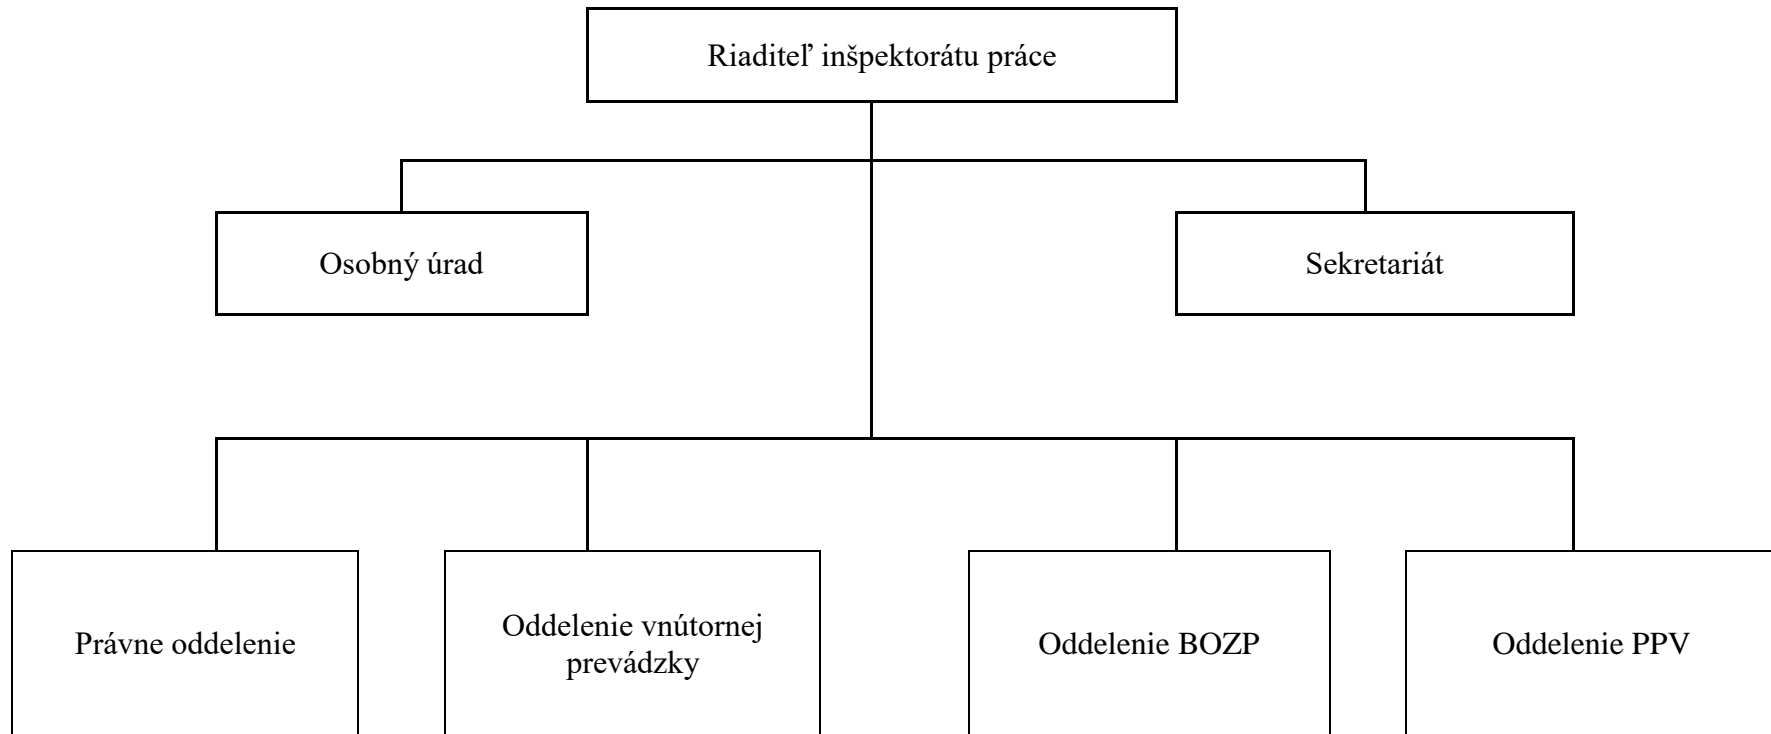 Riaditeľ inšpektorátu práce
Osobný úrad
Sekretariát
Právne oddelenie
Oddelenie vnútornej
prevádzky
Oddelenie BOZP
Oddelenie PPV